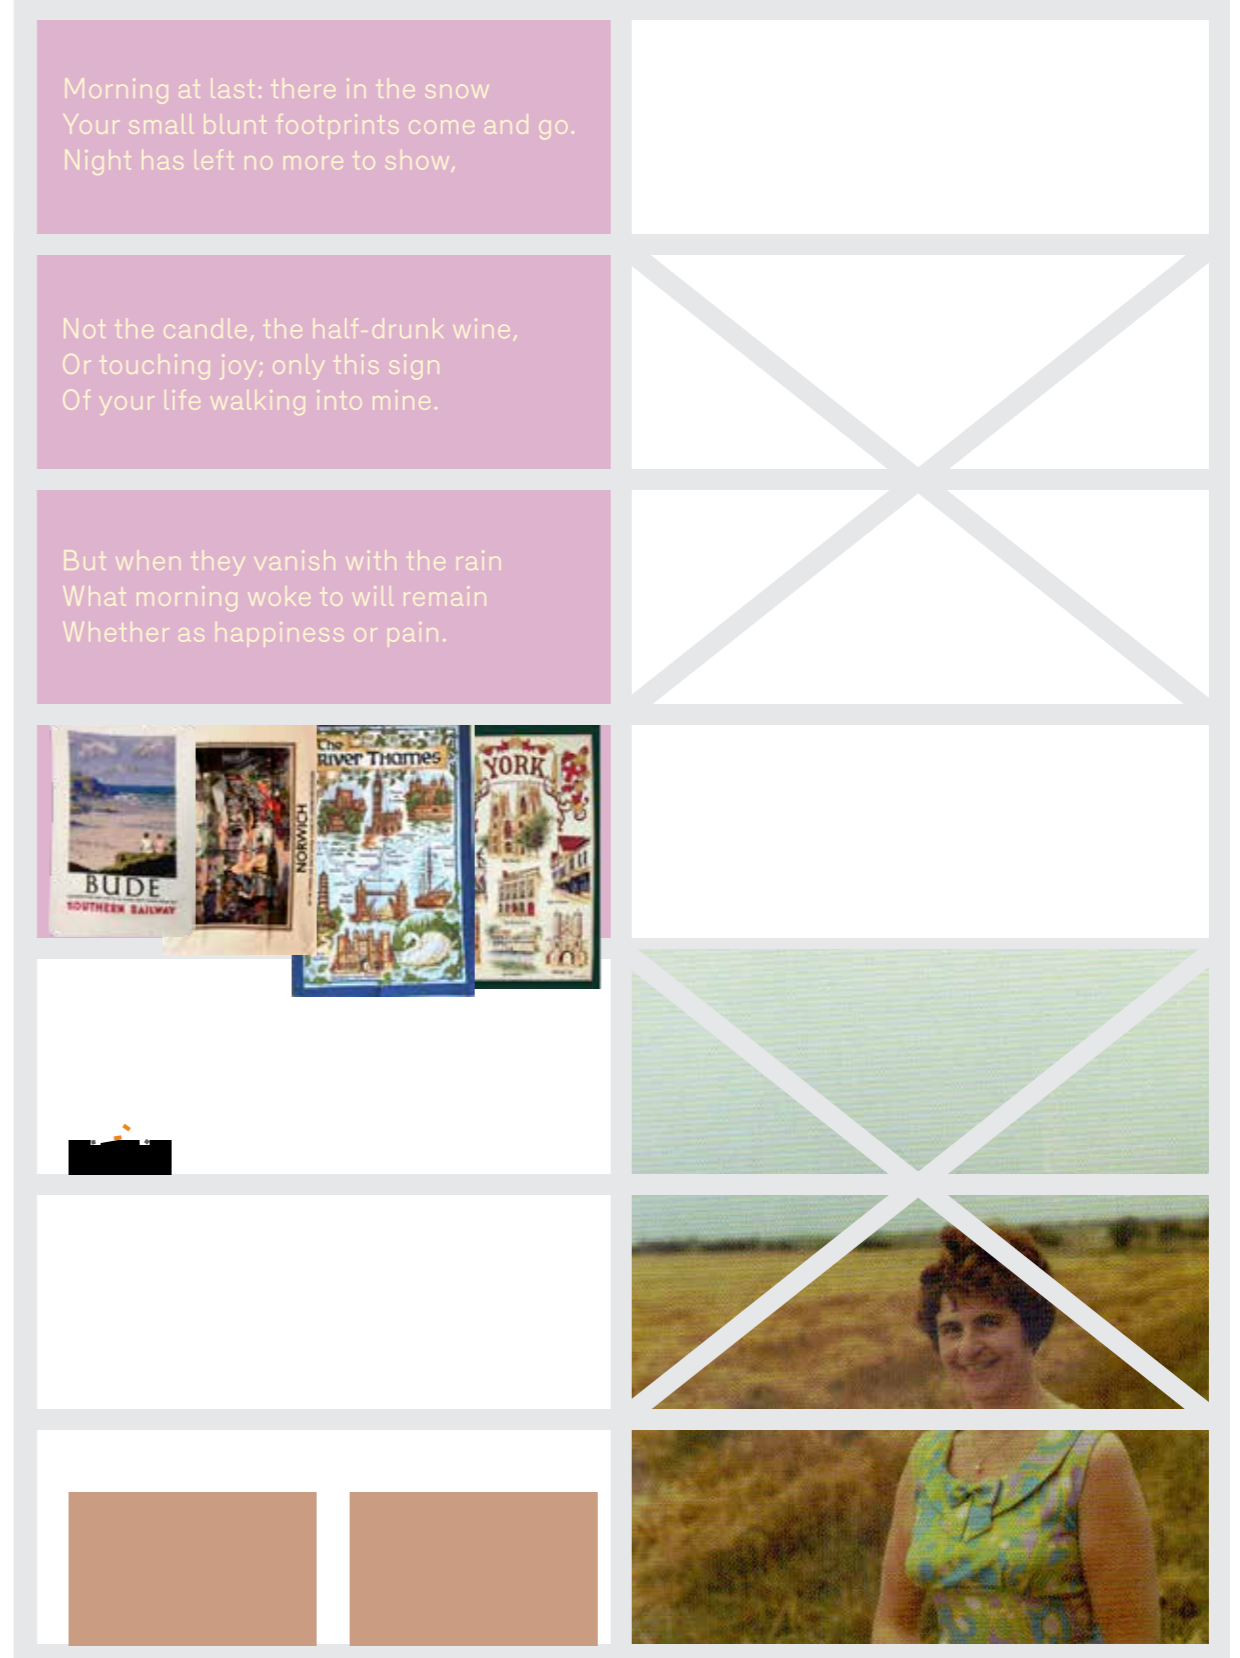 Morning at last: there in the snow
Your small blunt footprints come and go.
Night has left no more to show,
Not the candle, the half-drunk wine,
Or touching joy; only this sign
Of your life walking into mine.
But when they vanish with the rain
What morning woke to will remain
Whether as happiness or pain.
BUDE
SOUTHERN RAILWAY
NORWICH
The
River Thames
YORK